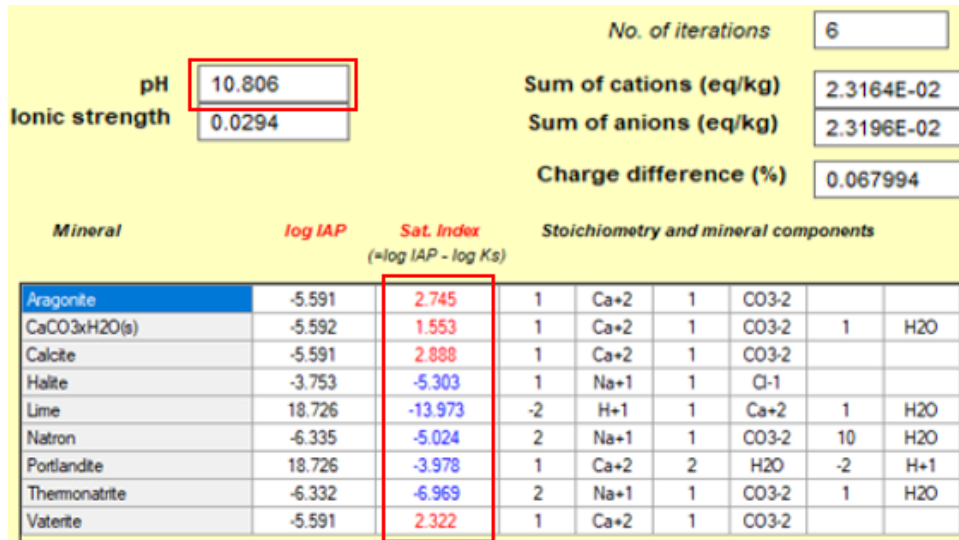 No. of iterations 6
pH 10.806 Sum of cations (eq/kg) 2.3164E-02
Ionic strength 0.0294 Sum of anions (eq/kg) 2.3196E-02
Charge difference (%) 0.067994
Mineral log IAP Sat. Index Stoichiometry and mineral components
(=log IAP - log Ks)
Aragonite -5.591 2.745 1 Ca+2 1 CO3-2
CaCO3xH2O(s) -5.592 1.553 1 Ca+2 1 CO3-2 1 H2O
Calcite -5.591 2.888 1 Ca+2 1 CO3-2
Halite -3.753 -5.303 1 Na+1 1 Cl-1
Lime 18.726 -13.973 -2 H+1 1 Ca+2 1 H2O
Natron -6.335 -5.024 2 Na+1 1 CO3-2 10 H2O
Portlandite 18.726 -3.978 1 Ca+2 2 H2O -2 H+1
Thermonatrite -6.332 -6.969 2 Na+1 1 CO3-2 1 H2O
Vaterite -5.591 2.322 1 Ca+2 1 CO3-2